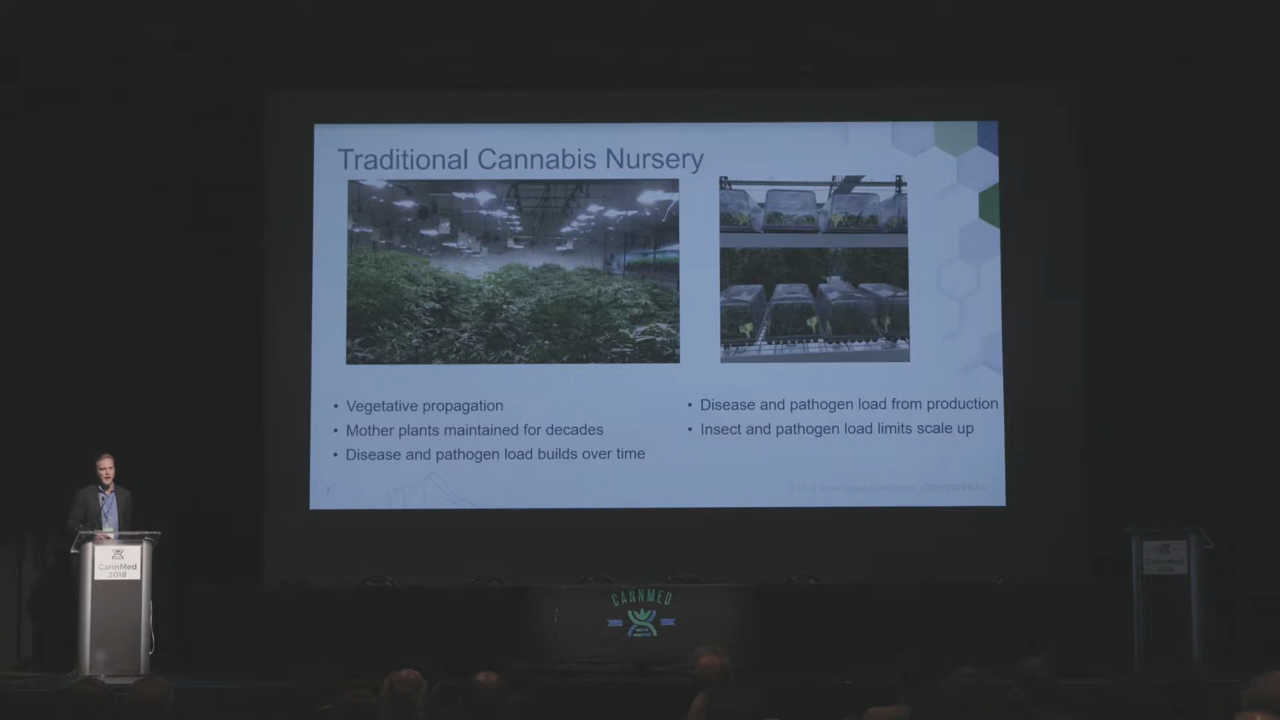 Traditional Cannabis Nursery
• Vegetative propagation
• Mother plants maintained for decades
• Disease and pathogen load builds over time
• Disease and pathogen load from production
• Insect and pathogen load limits scale up
7
CannMed
2018
CANNMED